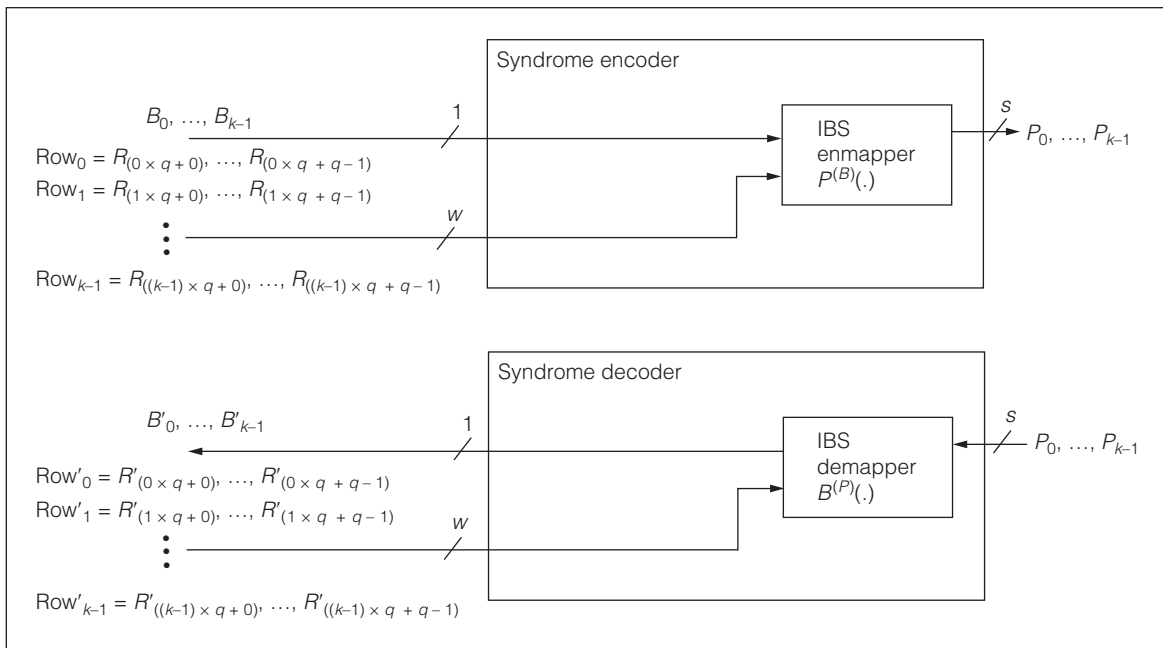 Syndrome encoder
B₀, …, Bₖ₋₁
1
s
IBS
enmapper
P⁽ᴮ⁾(.)
P₀, …, Pₖ₋₁
Row₀ = R₍₀ ₓ q ₊ ₀₎, …, R₍₀ ₓ q ₊ q ₋ ₁₎
Row₁ = R₍₁ ₓ q ₊ ₀₎, …, R₍₁ ₓ q ₊ q ₋ ₁₎
w
Rowₖ₋₁ = R₍₍ₖ₋₁₎ ₓ q ₊ ₀₎, …, R₍₍ₖ₋₁₎ ₓ q ₊ q ₋ ₁₎
Syndrome decoder
B′₀, …, B′ₖ₋₁
1
s
IBS
demapper
B⁽ᴾ⁾(.)
P₀, …, Pₖ₋₁
Row′₀ = R′₍₀ ₓ q ₊ ₀₎, …, R′₍₀ ₓ q ₊ q ₋ ₁₎
Row′₁ = R′₍₁ ₓ q ₊ ₀₎, …, R′₍₁ ₓ q ₊ q ₋ ₁₎
w
Row′ₖ₋₁ = R′₍₍ₖ₋₁₎ ₓ q ₊ ₀₎, …, R′₍₍ₖ₋₁₎ ₓ q ₊ q ₋ ₁₎